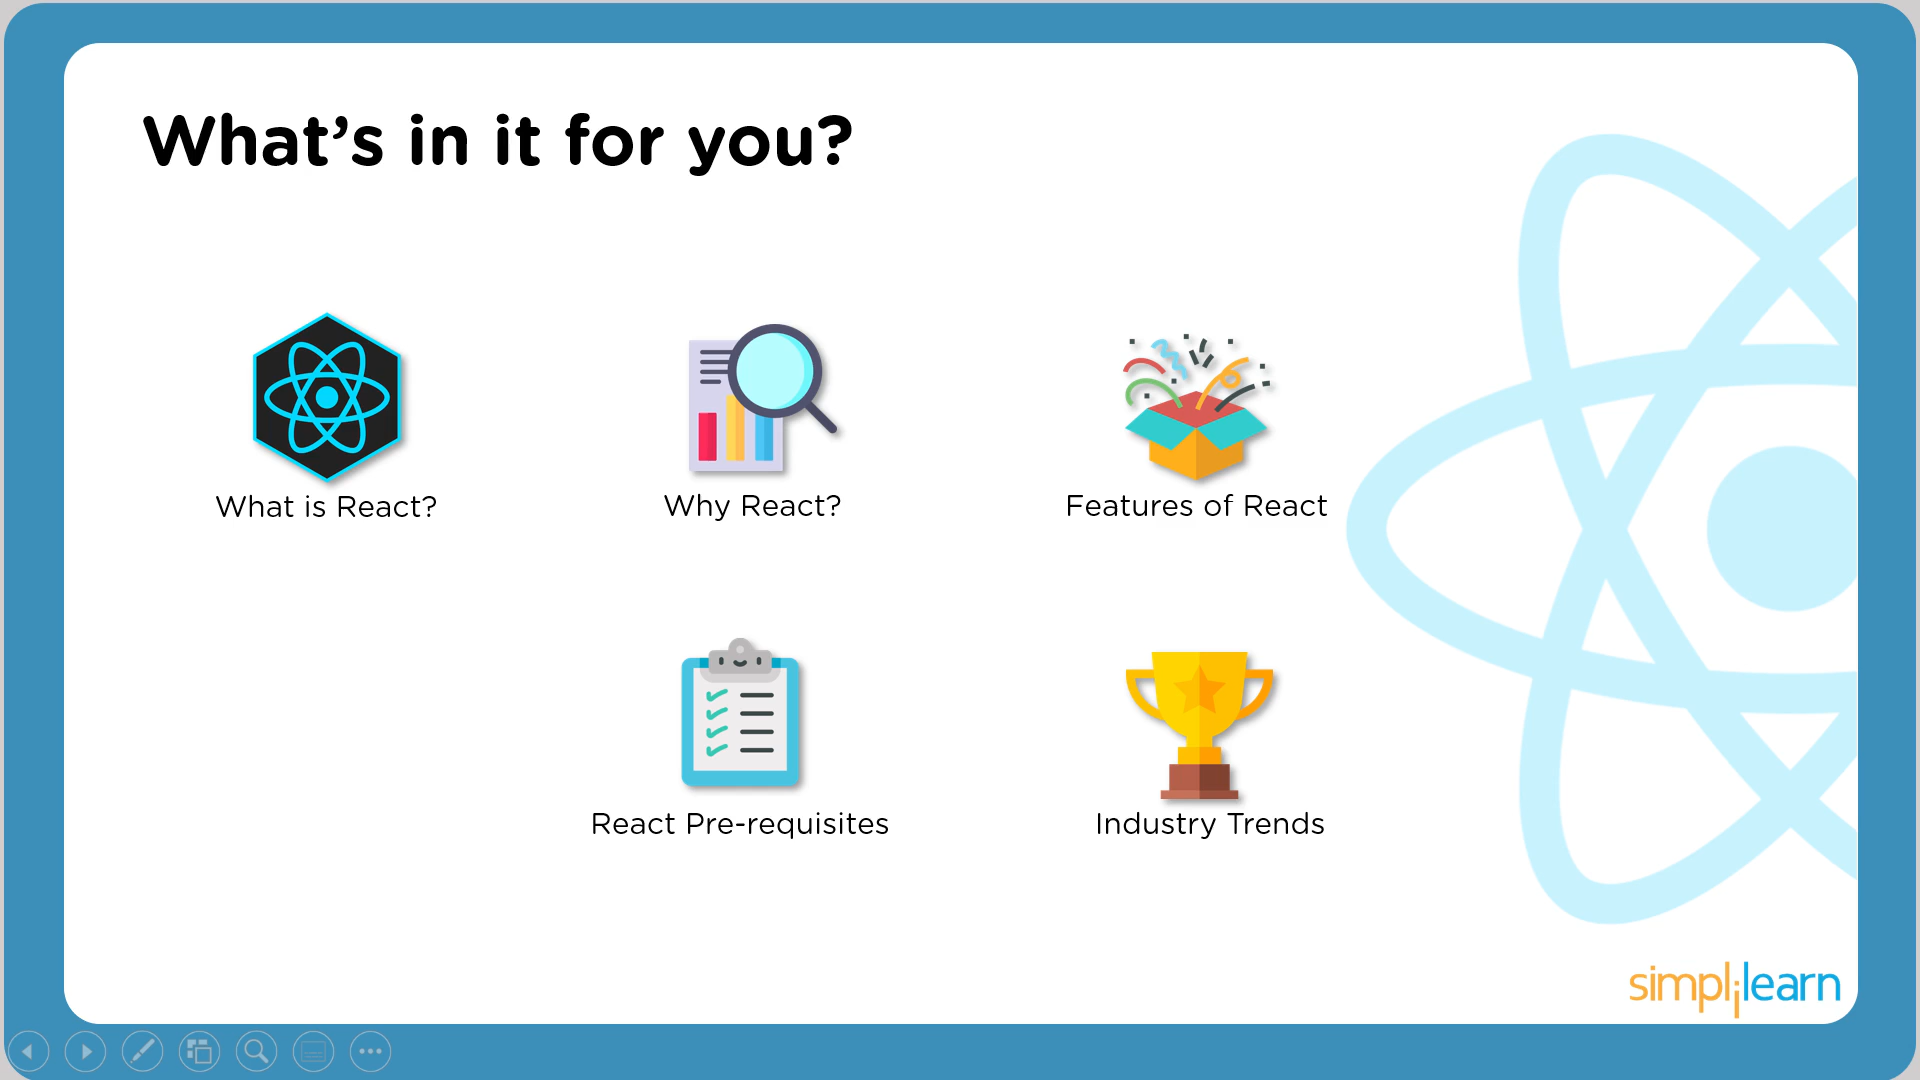 What’s in it for you?
What is React?
Why React?
Features of React
React Pre-requisites
Industry Trends
simplilearn